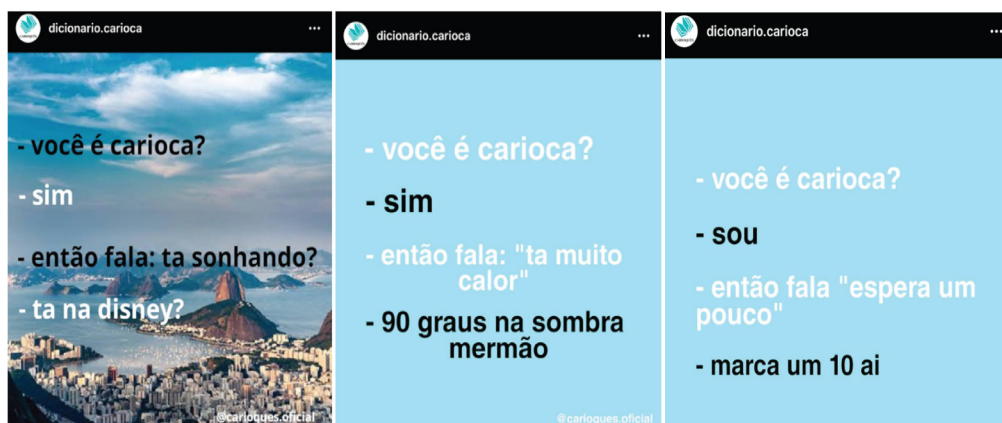 dicionario.carioca
- você é carioca?
- sim
- então fala: ta sonhando?
- ta na disney?
@carioques.oficial
dicionario.carioca
- você é carioca?
- sim
- então fala: "ta muito
calor"
- 90 graus na sombra
mermão
@carioques.oficial
dicionario.carioca
- você é carioca?
- sou
- então fala "espera um
pouco"
- marca um 10 ai